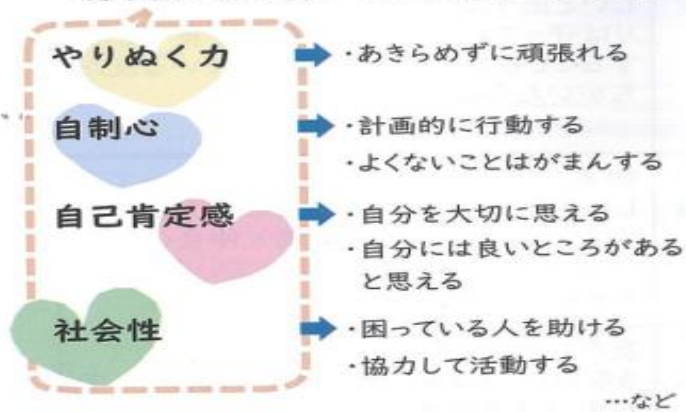 やりぬく力
・あきらめずに頑張れる
自制心
・計画的に行動する
・よくないことはがまんする
自己肯定感
・自分を大切に思える
・自分には良いところがある
と思える
社会性
・困っている人を助ける
・協力して活動する
…など